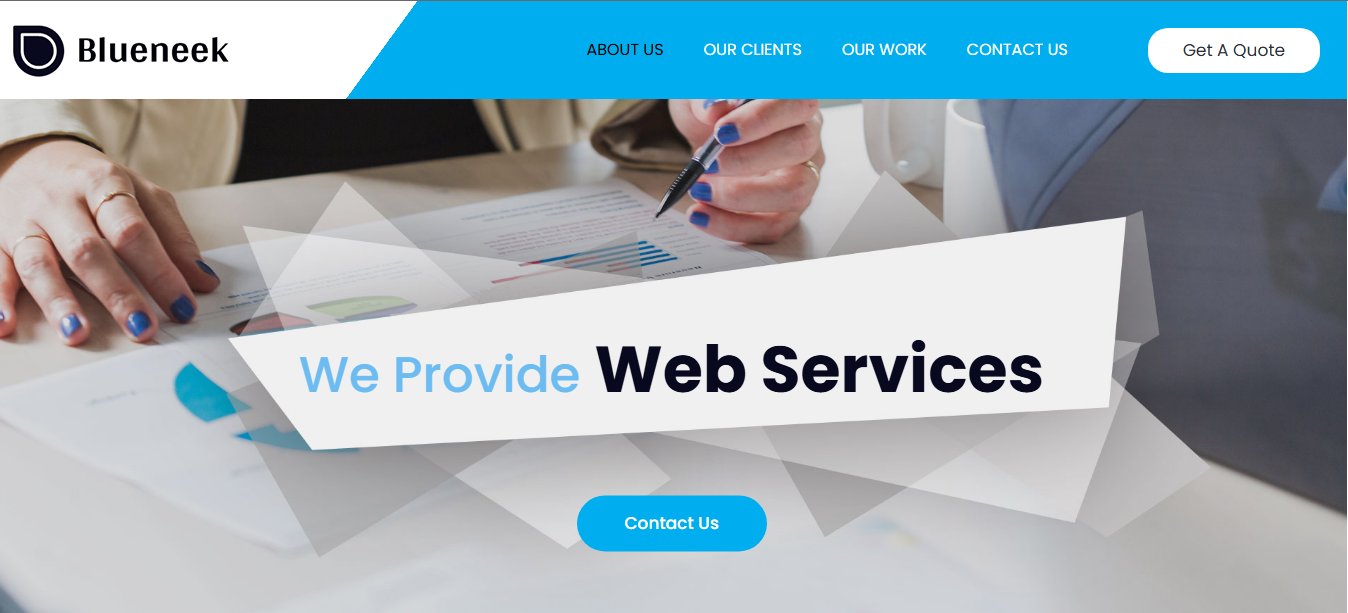 Blueneek
ABOUT US OUR CLIENTS OUR WORK CONTACT US Get A Quote
We Provide Web Services
Contact Us